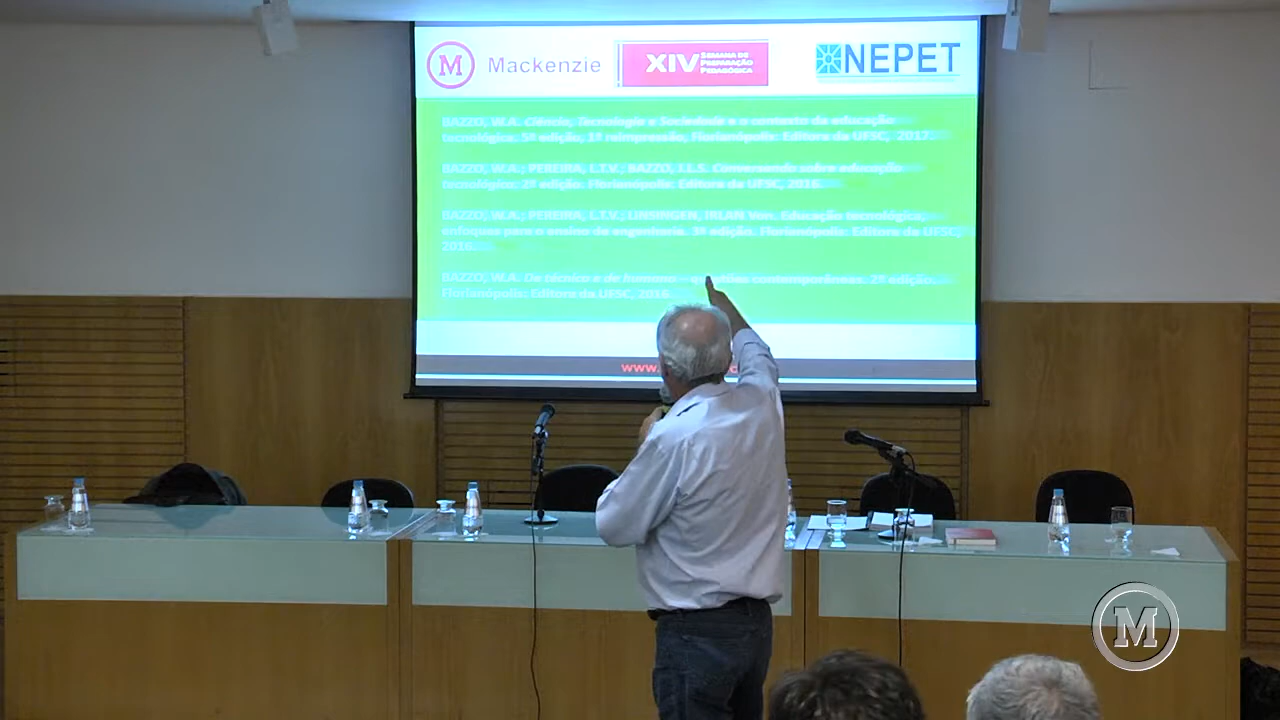 M Mackenzie
XIV SEMANA DE PREPARAÇÃO PEDAGÓGICA
NEPET
BAZZO, W.A. Ciência, Tecnologia e Sociedade e o contexto da educação
tecnológica. 5ª edição, 1ª reimpressão, Florianópolis: Editora da UFSC, 2017.
BAZZO, W.A.; PEREIRA, L.T.V., BAZZO, J.L.S. Conversando sobre educação
tecnológica. 2ª edição. Florianópolis: Editora da UFSC, 2016.
BAZZO, W.A.; PEREIRA, L.T.V.; LINSINGEN, IRLAN Von. Educação tecnológica,
enfoques para o ensino de engenharia. 3ª edição. Florianópolis: Editora da UFSC,
2016.
BAZZO, W.A. De técnico e de humano contemporâneas. 2ª edição.
Florianópolis: Editora da UFSC, 2016
www.
M